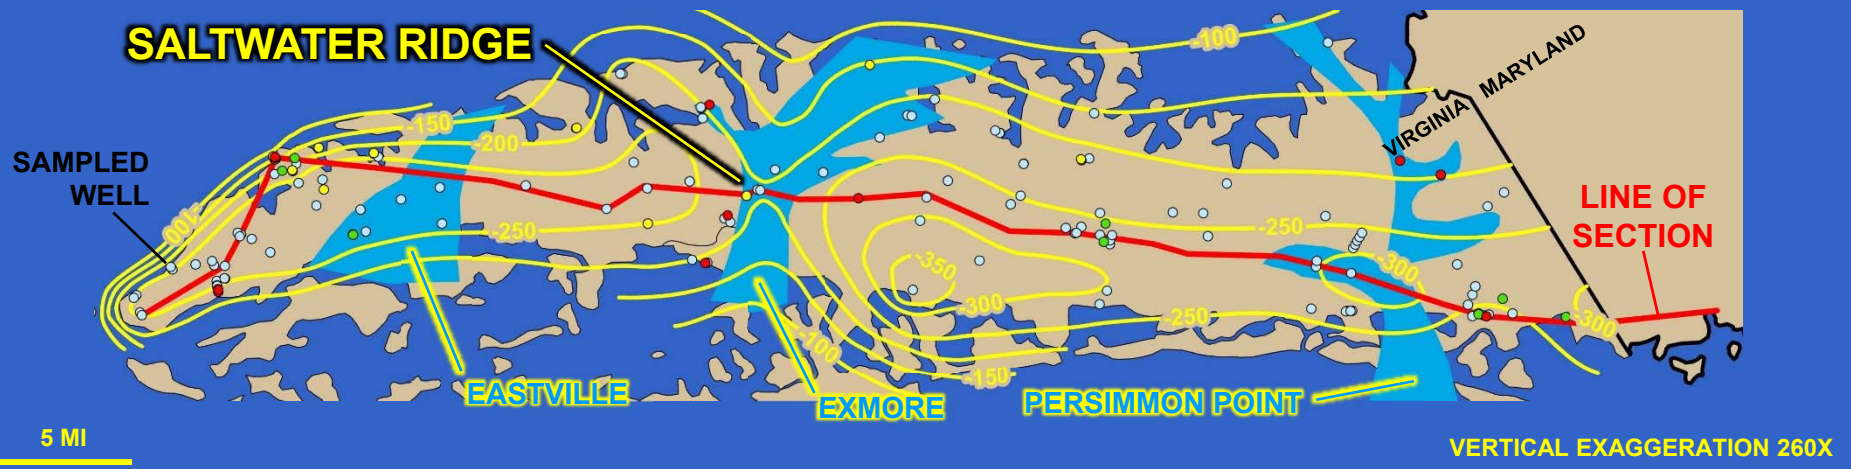 SALTWATER RIDGE
-100
VIRGINIA MARYLAND
-150
-200
SAMPLED
WELL
LINE OF
SECTION
100
-250
-250
-350
-300
-300
-300
-250
-100
-150
EASTVILLE
EXMORE
PERSIMMON POINT
5 MI
VERTICAL EXAGGERATION 260X